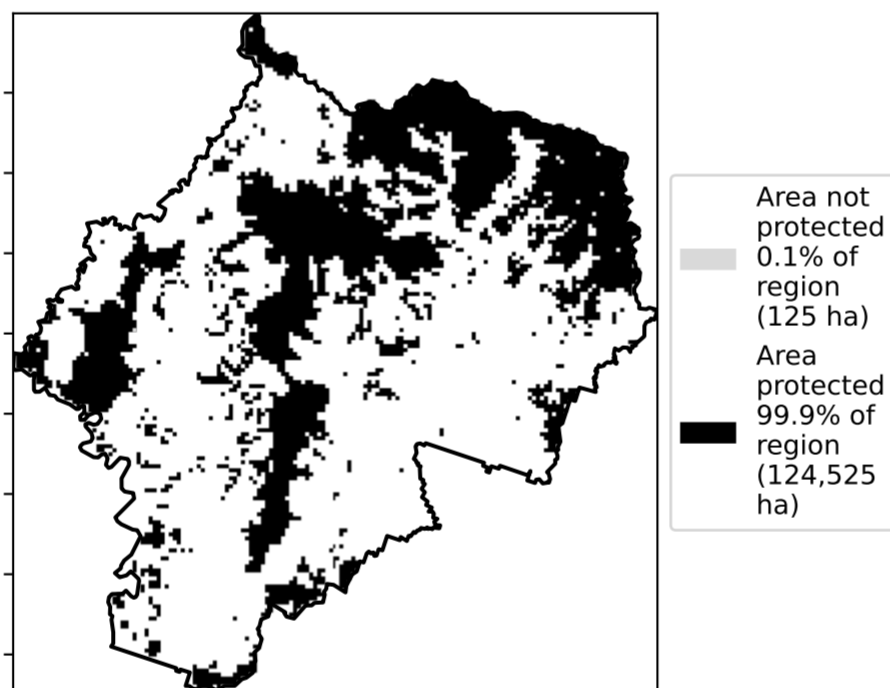 Area not
protected
0.1% of
region
(125 ha)
Area
protected
99.9% of
region
(124,525
ha)